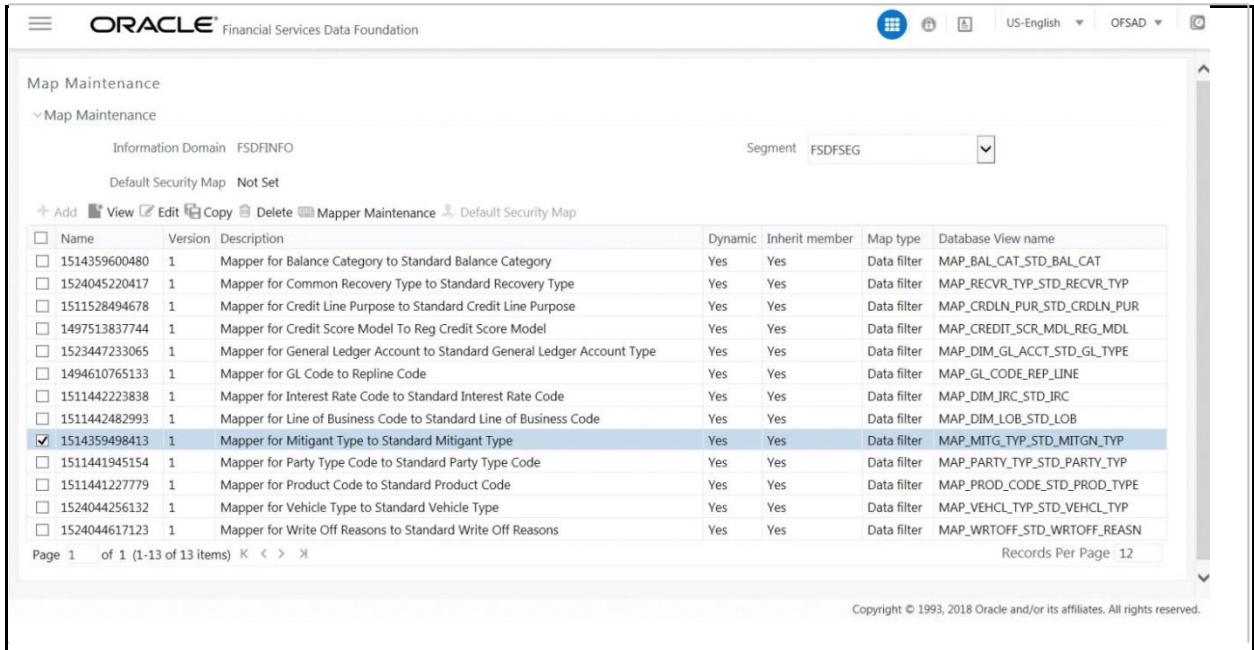 ORACLE® Financial Services Data Foundation US-English OFSAD
Map Maintenance
Map Maintenance
Information Domain FSDFINFO Segment FSDFSEG
Default Security Map Not Set
Add View Edit Copy Delete Mapper Maintenance Default Security Map
Name Version Description Dynamic Inherit member Map type Database View name
1514359600480 1 Mapper for Balance Category to Standard Balance Category Yes Yes Data filter MAP_BAL_CAT_STD_BAL_CAT
1524045220417 1 Mapper for Common Recovery Type to Standard Recovery Type Yes Yes Data filter MAP_RECVR_TYP_STD_RECVR_TYP
1511528494678 1 Mapper for Credit Line Purpose to Standard Credit Line Purpose Yes Yes Data filter MAP_CRDLN_PUR_STD_CRDLN_PUR
1497513837744 1 Mapper for Credit Score Model To Reg Credit Score Model Yes Yes Data filter MAP_CREDIT_SCR_MDL_REG_MDL
1523447233065 1 Mapper for General Ledger Account to Standard General Ledger Account Type Yes Yes Data filter MAP_DIM_GL_ACCT_STD_GL_TYPE
1494610765133 1 Mapper for GL Code to Repline Code Yes Yes Data filter MAP_GL_CODE_REP_LINE
1511442223838 1 Mapper for Interest Rate Code to Standard Interest Rate Code Yes Yes Data filter MAP_DIM_IRC_STD_IRC
1511442482993 1 Mapper for Line of Business Code to Standard Line of Business Code Yes Yes Data filter MAP_DIM_LOB_STD_LOB
1514359498413 1 Mapper for Mitigant Type to Standard Mitigant Type Yes Yes Data filter MAP_MITG_TYP_STD_MITGN_TYP
1511441945154 1 Mapper for Party Type Code to Standard Party Type Code Yes Yes Data filter MAP_PARTY_TYP_STD_PARTY_TYP
1511441227779 1 Mapper for Product Code to Standard Product Code Yes Yes Data filter MAP_PROD_CODE_STD_PROD_TYPE
1524044256132 1 Mapper for Vehicle Type to Standard Vehicle Type Yes Yes Data filter MAP_VEHCL_TYP_STD_VEHCL_TYP
1524044617123 1 Mapper for Write Off Reasons to Standard Write Off Reasons Yes Yes Data filter MAP_WRTOFF_STD_WRTOFF_REASN
Page 1 of 1 (1-13 of 13 items) Records Per Page 12
Copyright © 1993, 2018 Oracle and/or its affiliates. All rights reserved.